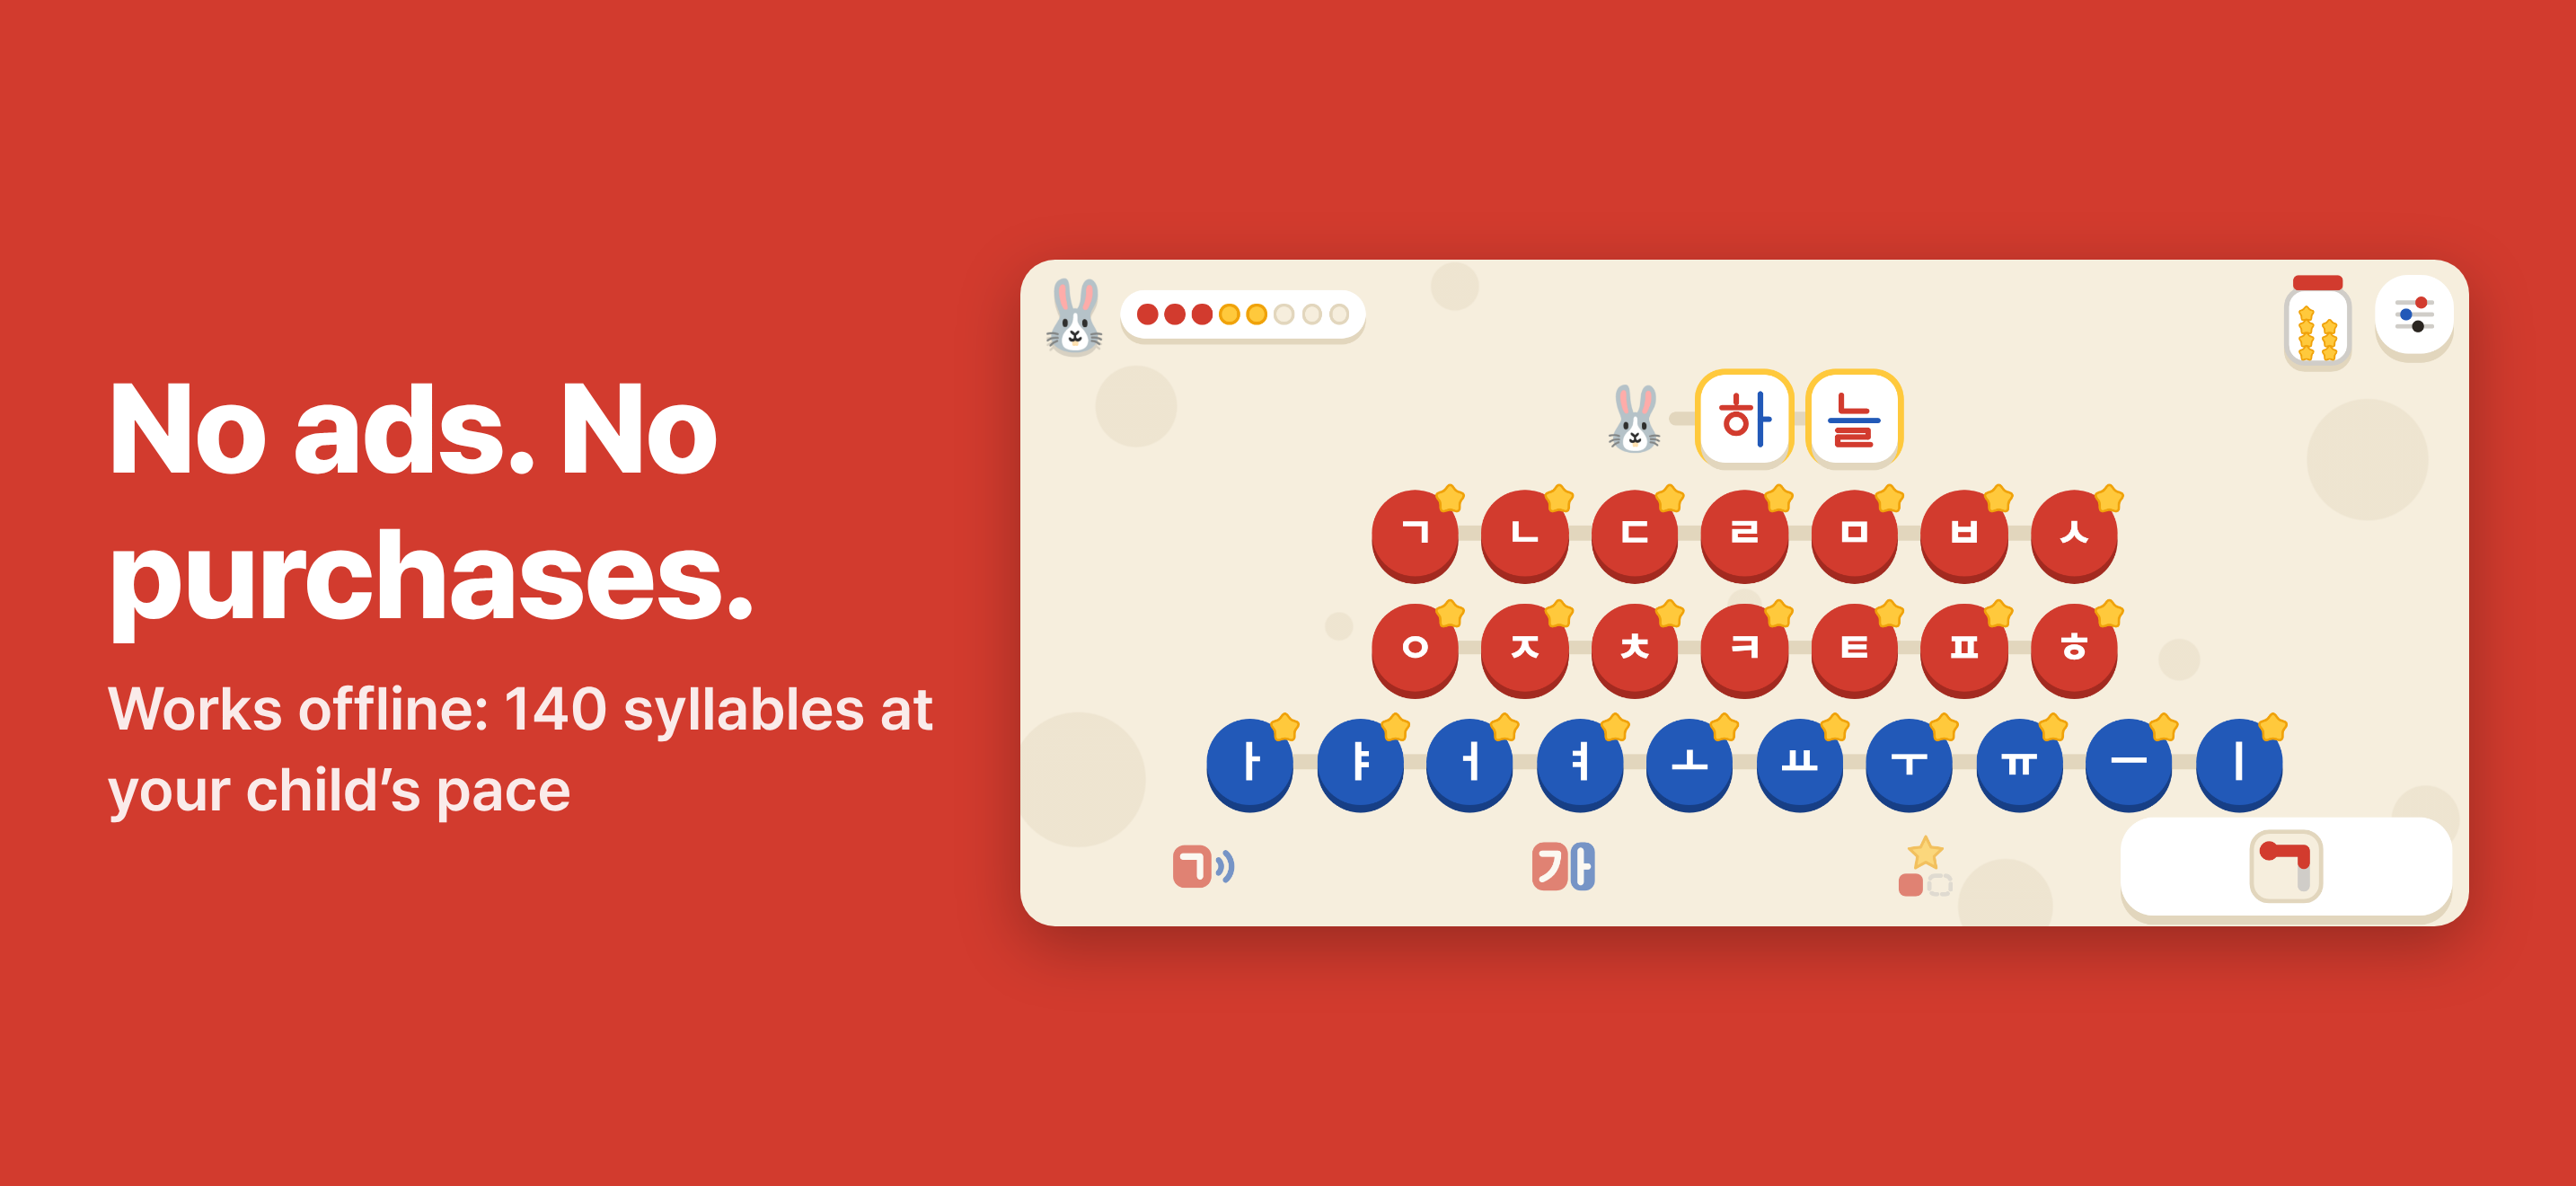 No ads. No
purchases.
Works offline: 140 syllables at
your child’s pace
하 늘
ㄱ ㄴ ㄷ ㄹ ㅁ ㅂ ㅅ
ㅇ ㅈ ㅊ ㅋ ㅌ ㅍ ㅎ
ㅏ ㅑ ㅓ ㅕ ㅗ ㅛ ㅜ ㅠ ㅡ ㅣ
ㄱ 가 ㄱ